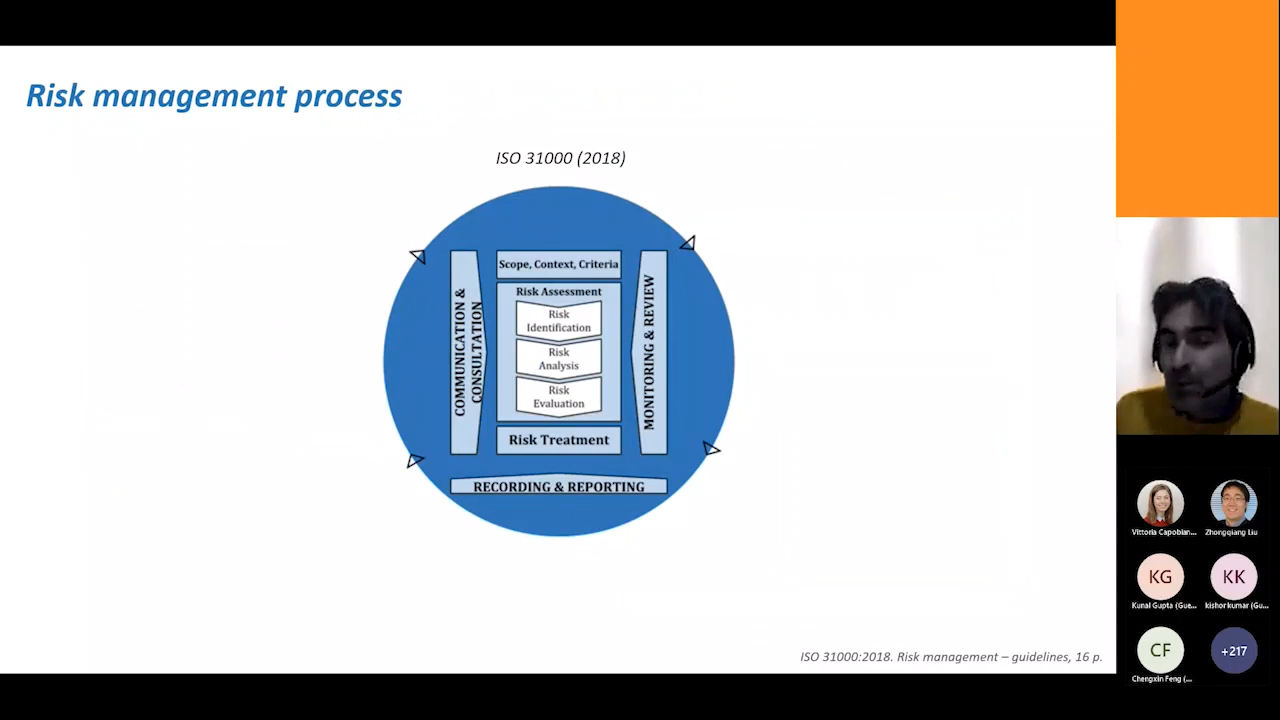 Risk management process
ISO 31000 (2018)
Scope, Context, Criteria
Risk Assessment
Risk
Identification
Risk
Analysis
Risk
Evaluation
Risk Treatment
COMMUNICATION &
CONSULTATION
MONITORING & REVIEW
RECORDING & REPORTING
ISO 31000:2018. Risk management – guidelines, 16 p.
Vittoria Capobian...
Zhongqiang Liu
KG
KK
Kunal Gupta (Gue...
kishor kumar (Gu...
CF
+217
Chengxin Feng (...